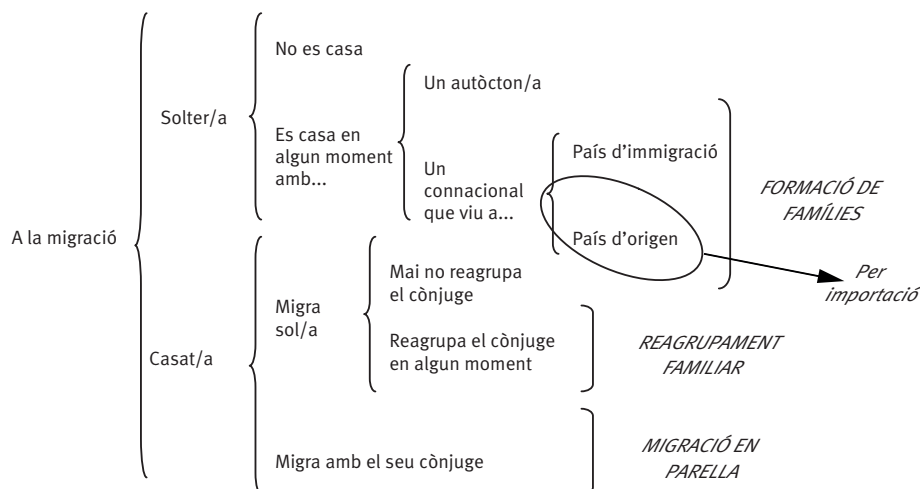 A la migració
Solter/a
No es casa
Es casa en
algun moment
amb...
Un autòcton/a
Un
connacional
que viu a...
País d'immigració
País d'origen
FORMACIÓ DE
FAMÍLIES
Per
importació
Casat/a
Migra
sol/a
Mai no reagrupa
el cònjuge
Reagrupa el cònjuge
en algun moment
REAGRUPAMENT
FAMILIAR
Migra amb el seu cònjuge
MIGRACIÓ EN
PARELLA